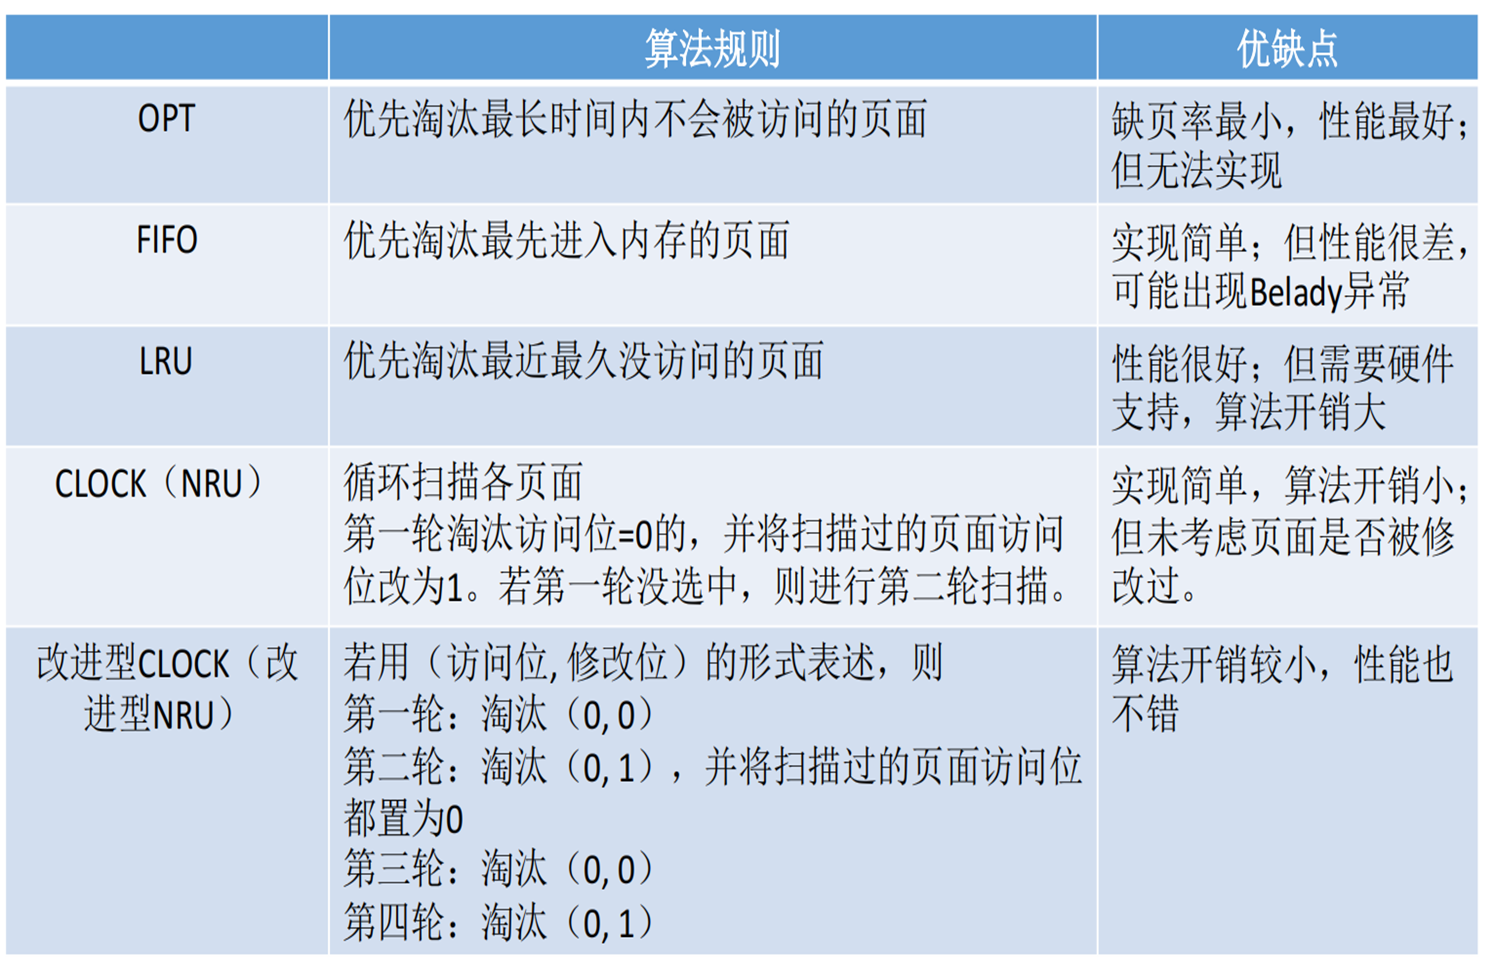 算法规则 优缺点
OPT 优先淘汰最长时间内不会被访问的页面 缺页率最小，性能最好；
但无法实现
FIFO 优先淘汰最先进入内存的页面 实现简单；但性能很差，
可能出现Belady异常
LRU 优先淘汰最近最久没访问的页面 性能很好；但需要硬件
支持，算法开销大
CLOCK（NRU） 循环扫描各页面 实现简单，算法开销小；
第一轮淘汰访问位=0的，并将扫描过的页面访问 但未考虑页面是否被修
位改为1。若第一轮没选中，则进行第二轮扫描。 改过。
改进型CLOCK（改 若用（访问位, 修改位）的形式表述，则 算法开销较小，性能也
进型NRU） 第一轮：淘汰（0, 0） 不错
第二轮：淘汰（0, 1），并将扫描过的页面访问位
都置为0
第三轮：淘汰（0, 0）
第四轮：淘汰（0, 1）